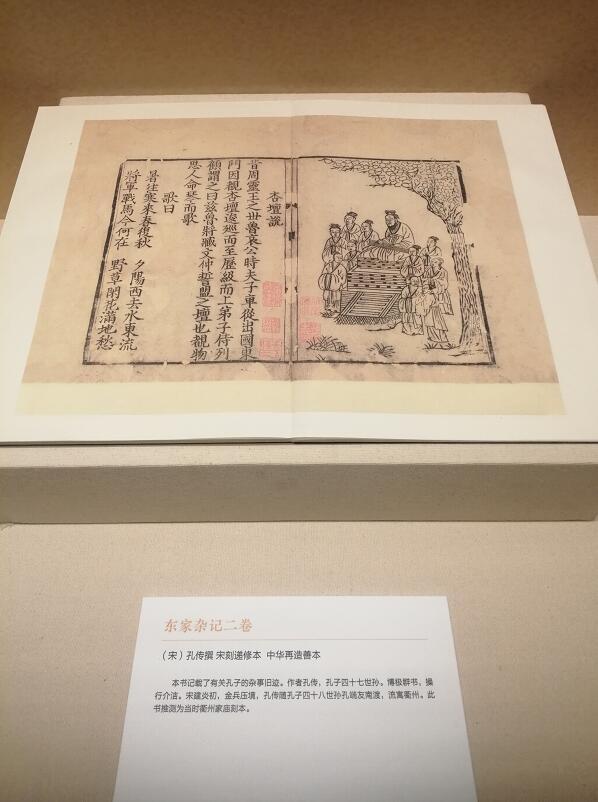 杏壇說
昔周靈王之世魯哀公時夫子車從出國東
門因覩杏壇逡巡而至歷級而上弟子侍列
顧謂之曰茲魯將臧文仲誓盟之壇也覩物
思人命琴而歌
歌曰
暑往寒來春復秋 夕陽西去水東流
將軍戰馬今何在 野草閑花滿地愁
东家杂记二卷
（宋）孔传撰 宋刻递修本 中华再造善本
本书记载了有关孔子的杂事旧迹。作者孔传，孔子四十七世孙。博极群书，操
行介洁。宋建炎初，金兵压境，孔传随孔子四十八世孙孔端友南渡，流寓衢州。此
书推测为当时衢州家庙刻本。